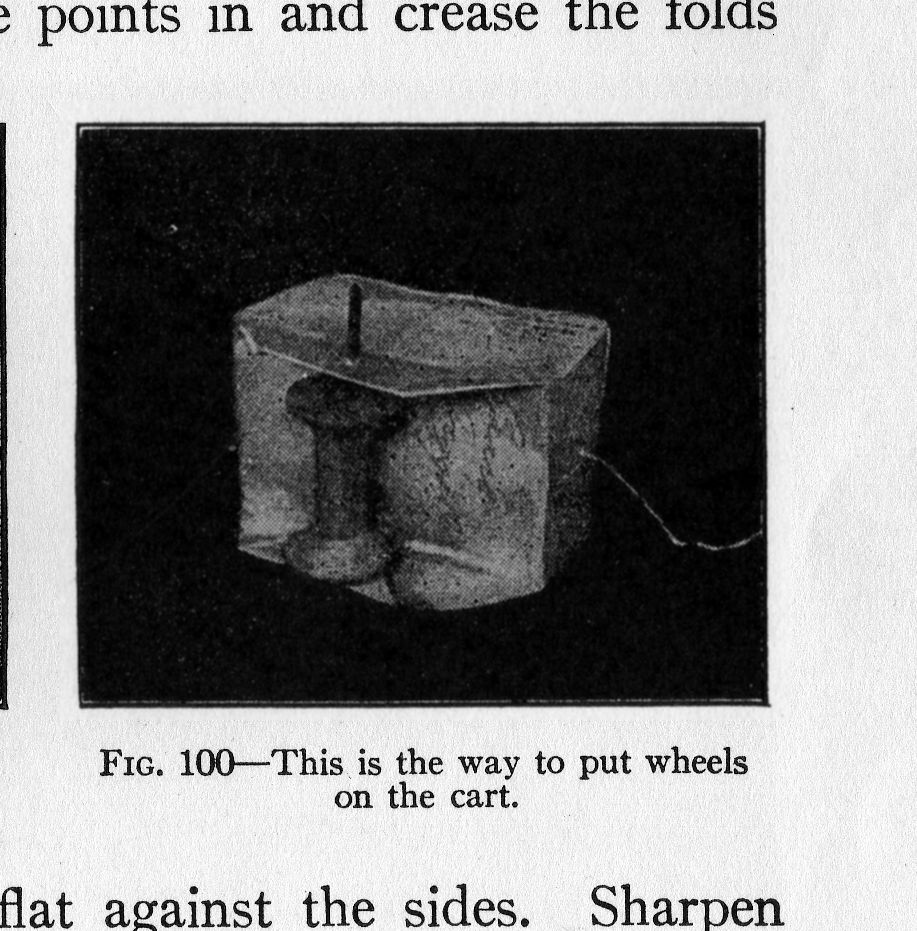 points in and crease the folds
FIG. 100—This is the way to put wheels
on the cart.
flat against the sides. Sharpen